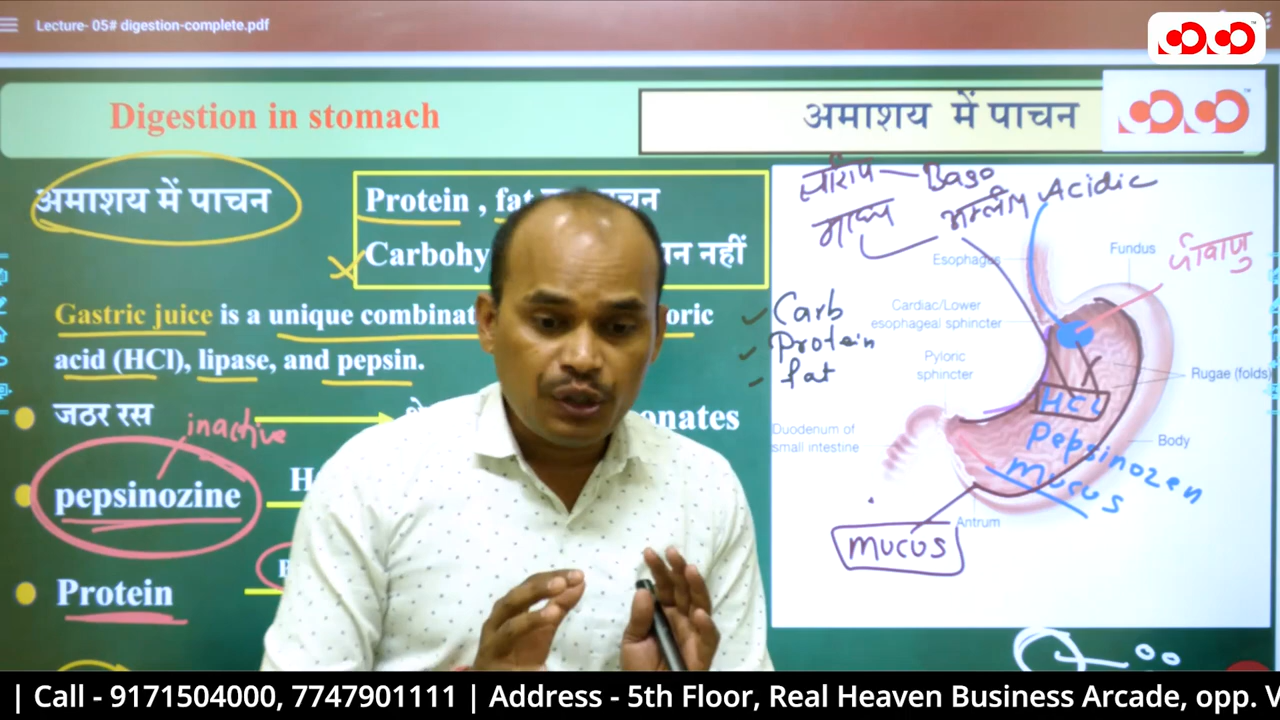 Lecture- 05# digestion-complete.pdf
Digestion in stomach
अमाशय में पाचन
अमाशय में पाचन
Protein , fat पाचन
Carbohy न नहीं
Gastric juice is a unique combinat oric
acid (HCl), lipase, and pepsin.
जठर रस
onates
inactive
pepsinozine
H
Protein
Acidic
माध्य
Esophagus
Fundus
Cardiac/Lower
esophageal sphincter
Pyloric
sphincter
Rugae (folds)
Duodenum of
small intestine
Body
Antrum
Carb
Protein
fat
HCl
Pepsinozen
mucus
mucus
| Call - 9171504000, 7747901111 | Address - 5th Floor, Real Heaven Business Arcade, opp. V